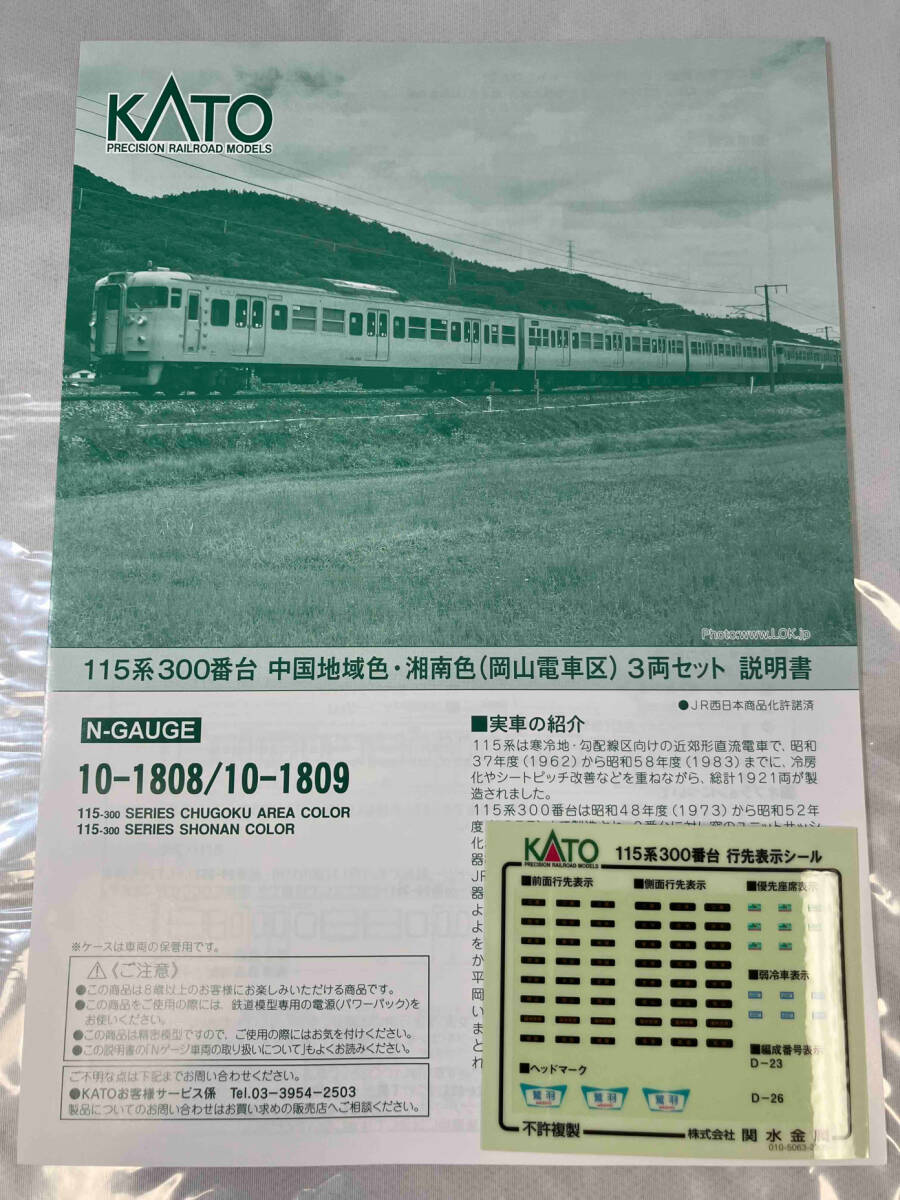 KATO
PRECISION RAILROAD MODELS
Photo:www.LOK.jp
115系300番台 中国地域色・湘南色(岡山電車区) 3両セット 説明書
●JR西日本商品化許諾済
N-GAUGE
10-1808/10-1809
115-300 SERIES CHUGOKU AREA COLOR
115-300 SERIES SHONAN COLOR
※ケースは車両の保管用です。
⚠《ご注意》
●この商品は8歳以上のお客様にお楽しみいただける商品です。
●この商品をご使用の際には、鉄道模型専用の電源(パワーパック)を
お使いください。
●この商品は精密模型ですので、ご使用の際にはお気を付けください。
●この説明書の「Nゲージ車両の取り扱いについて」もよくお読みください。
ご不明な点は下記までお問い合わせください。
●KATOお客様サービス係 Tel.03-3954-2503
製品についてのお問い合わせはお買い求めの販売店へご相談ください。
■実車の紹介
115系は寒冷地・勾配線区向けの近郊形直流電車で、昭和
37年度(1962)から昭和58年度(1983)までに、冷房
化やシートピッチ改善などを重ねながら、総計1921両が製
造されました。
115系300番台は昭和48年度(1973)から昭和52年
度
化
器
JR
器
よ
よ
を
か
平
岡
い
ま
と
れ
KATO
PRECISION RAILROAD MODELS
115系300番台 行先表示シール
■前面行先表示
■側面行先表示
■優先座席表示
■弱冷車表示
■編成番号表示
D-23
D-26
■ヘッドマーク
鷲羽
鷲羽
鷲羽
不許複製
株式会社 関水金属